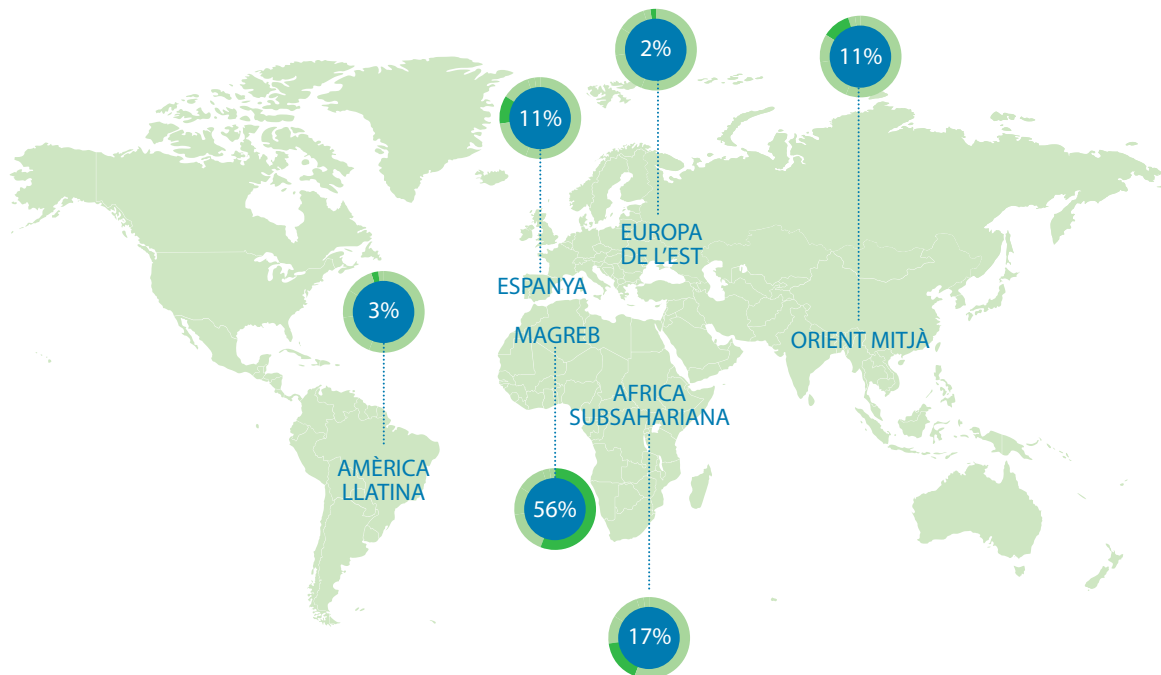 2%
11%
11%
EUROPA
DE L’EST
ESPANYA
3%
MAGREB
ORIENT MITJÀ
AFRICA
SUBSAHARIANA
AMÈRICA
LLATINA
56%
17%